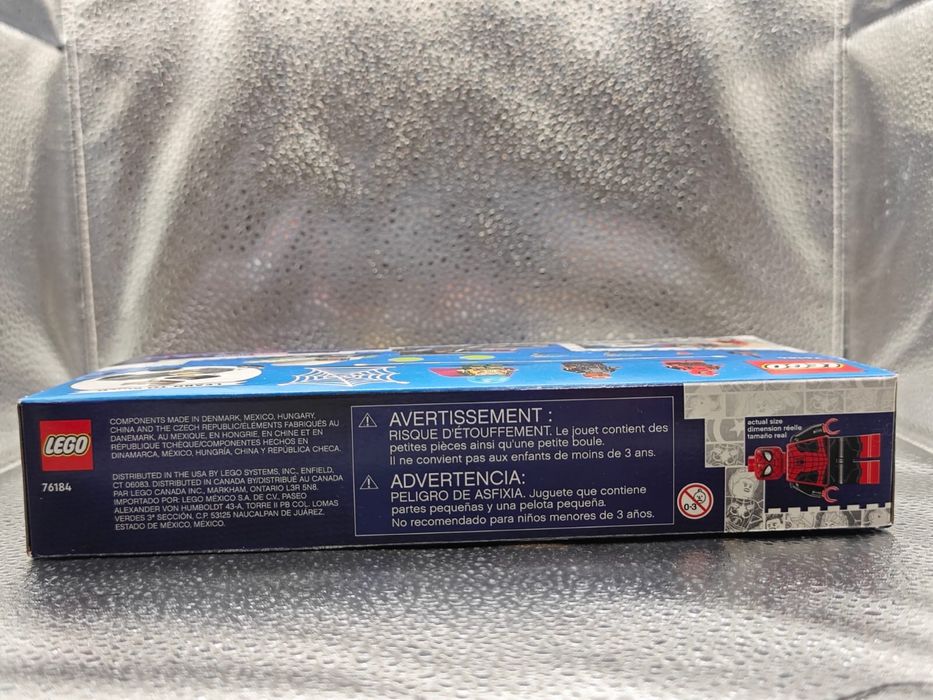 LEGO
76184
COMPONENTS MADE IN DENMARK, MEXICO, HUNGARY,
CHINA AND THE CZECH REPUBLIC/ELÉMENTS FABRIQUÉS AU
DANEMARK, AU MEXIQUE, EN HONGRIE, EN CHINE ET EN
RÉPUBLIQUE TCHÈQUE/COMPONENTES HECHOS EN
DINAMARCA, MÉXICO, HUNGRÍA, CHINA Y REPÚBLICA CHECA.
DISTRIBUTED IN THE USA BY LEGO SYSTEMS, INC., ENFIELD,
CT 06083. DISTRIBUTED IN CANADA BY/DISTRIBUÉ AU CANADA
PAR LEGO CANADA INC., MARKHAM, ONTARIO L3R 5N8.
IMPORTADO POR: LEGO MÉXICO S.A. DE C.V., PASEO
ALEXANDER VON HUMBOLDT 43-A, TORRE II PB COL. LOMAS
VERDES 3ª SECCIÓN, C.P. 53125 NAUCALPAN DE JUÁREZ,
ESTADO DE MÉXICO, MÉXICO.
AVERTISSEMENT :
RISQUE D'ÉTOUFFEMENT. Le jouet contient des
petites pièces ainsi qu'une petite boule.
Il ne convient pas aux enfants de moins de 3 ans.
ADVERTENCIA:
PELIGRO DE ASFIXIA. Juguete que contiene
partes pequeñas y una pelota pequeña.
No recomendado para niños menores de 3 años.
0-3
actual size
dimension réelle
tamaño real
LEGO